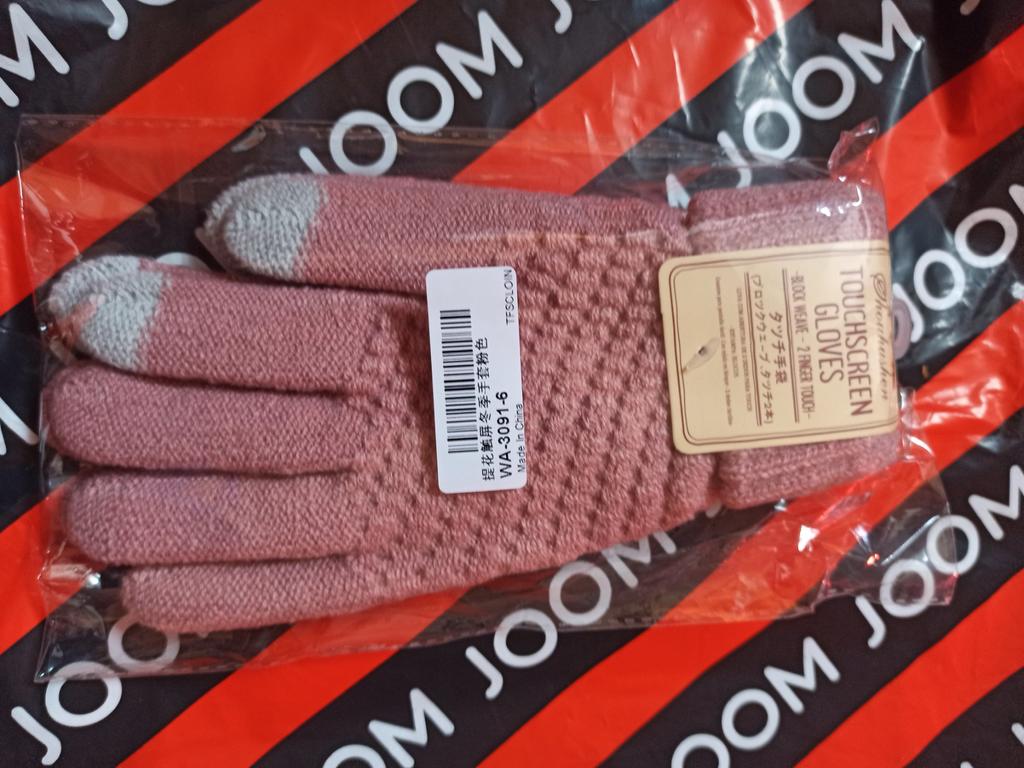 JOOM
JOOM
JOOM
JOOM
JOOM
JOOM
JOOM
TOUCHSCREEN
GLOVES
-BLOCK WEAVE - 2 FINGER TOUCH-
タッチ手袋
(ブロックウェーブタッチ2本)
TFSCLOIN
提花触屏冬季手套粉色
WA-3091-6
Made In China